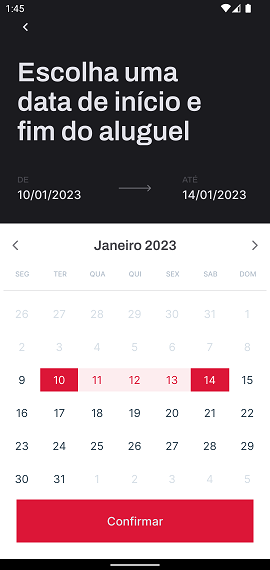 1:45
Escolha uma
data de início e
fim do aluguel
DE
ATÉ
10/01/2023
14/01/2023
Janeiro 2023
SEG TER QUA QUI SEX SAB DOM
26 27 28 29 30 31 1
2 3 4 5 6 7 8
9 10 11 12 13 14 15
16 17 18 19 20 21 22
23 24 25 26 27 28 29
30 31 1 2 3 4 5
Confirmar